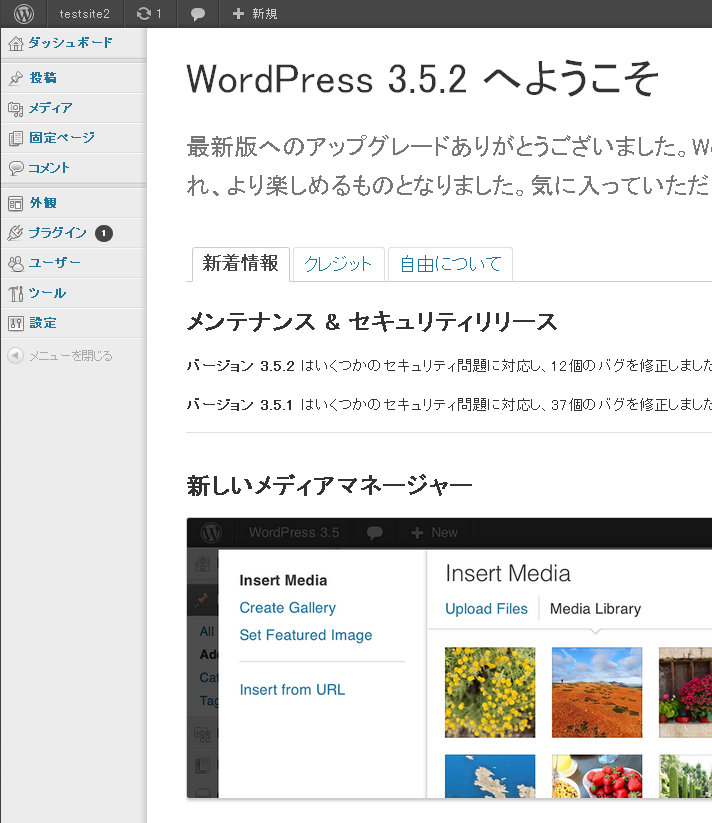 testsite2 1 新規
ダッシュボード
投稿
メディア
固定ページ
コメント
外観
プラグイン 1
ユーザー
ツール
設定
メニューを閉じる
WordPress 3.5.2 へようこそ
最新版へのアップグレードありがとうございました。W
れ、より楽しめるものとなりました。気に入っていただ
新着情報 クレジット 自由について
メンテナンス & セキュリティリリース
バージョン 3.5.2 はいくつかのセキュリティ問題に対応し、12個のバグを修正しました
バージョン 3.5.1 はいくつかのセキュリティ問題に対応し、37個のバグを修正しました
新しいメディアマネージャー
WordPress 3.5 New
Insert Media
Create Gallery
Set Featured Image
Insert from URL
All
Add
Cat
Tag
Insert Media
Upload Files Media Library